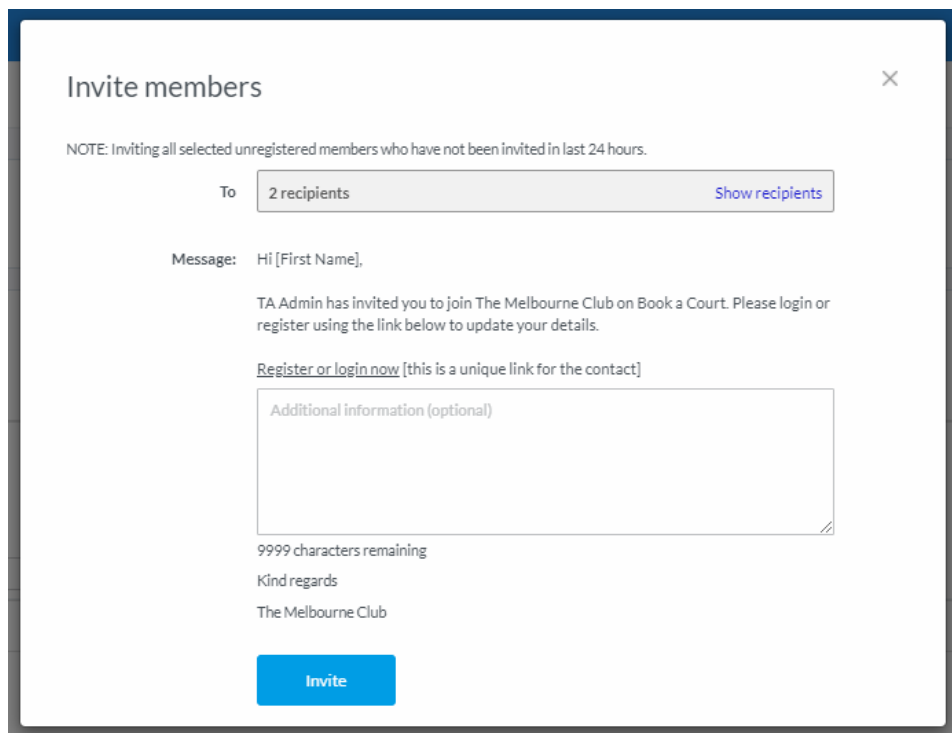 Invite members
NOTE: Inviting all selected unregistered members who have not been invited in last 24 hours.
To
2 recipients
Show recipients
Message:
Hi [First Name],
TA Admin has invited you to join The Melbourne Club on Book a Court. Please login or
register using the link below to update your details.
Register or login now [this is a unique link for the contact]
Additional information (optional)
9999 characters remaining
Kind regards
The Melbourne Club
Invite